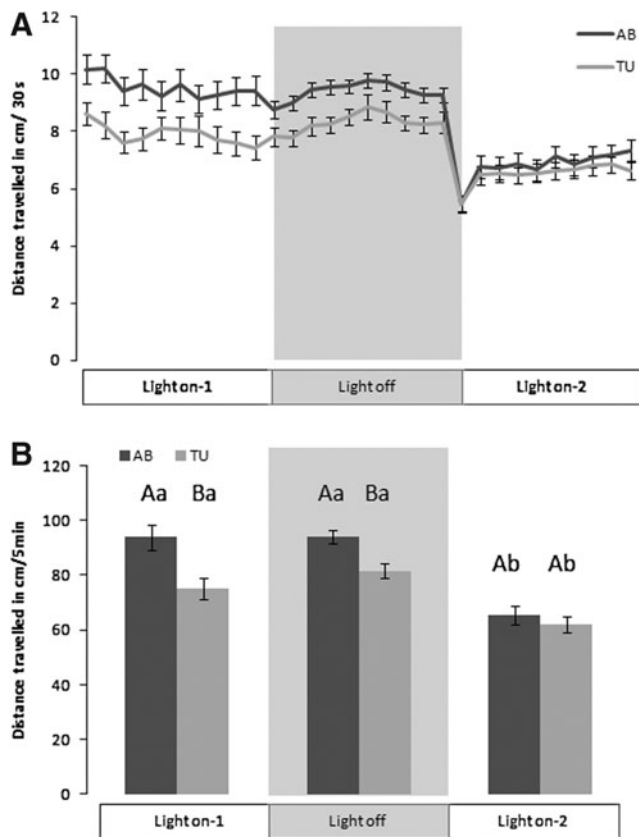 A
12
10
8
6
4
2
0
Distance travelled in cm/ 30 s
AB
TU
Light on-1
Light off
Light on-2
B
AB
TU
120
100
80
60
40
20
0
Distance travelled in cm/5min
Aa Ba
Aa Ba
Ab Ab
Light on-1
Light off
Light on-2